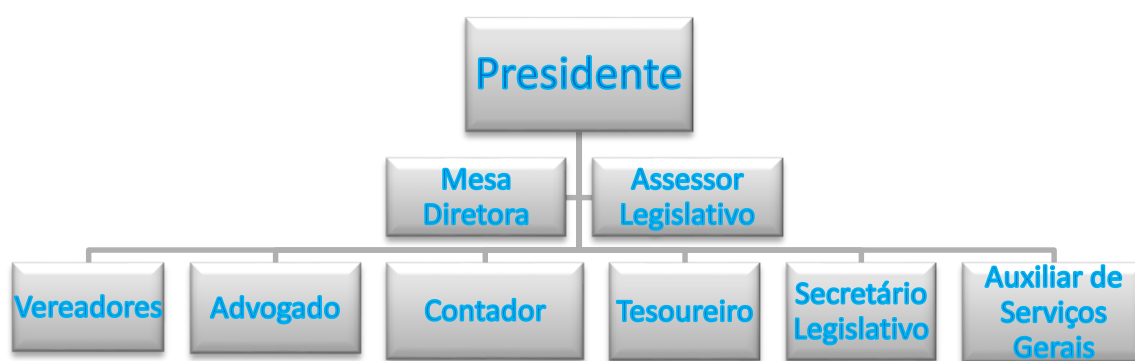 Presidente
Mesa
Diretora
Assessor
Legislativo
Vereadores
Advogado
Contador
Tesoureiro
Secretário
Legislativo
Auxiliar de
Serviços
Gerais